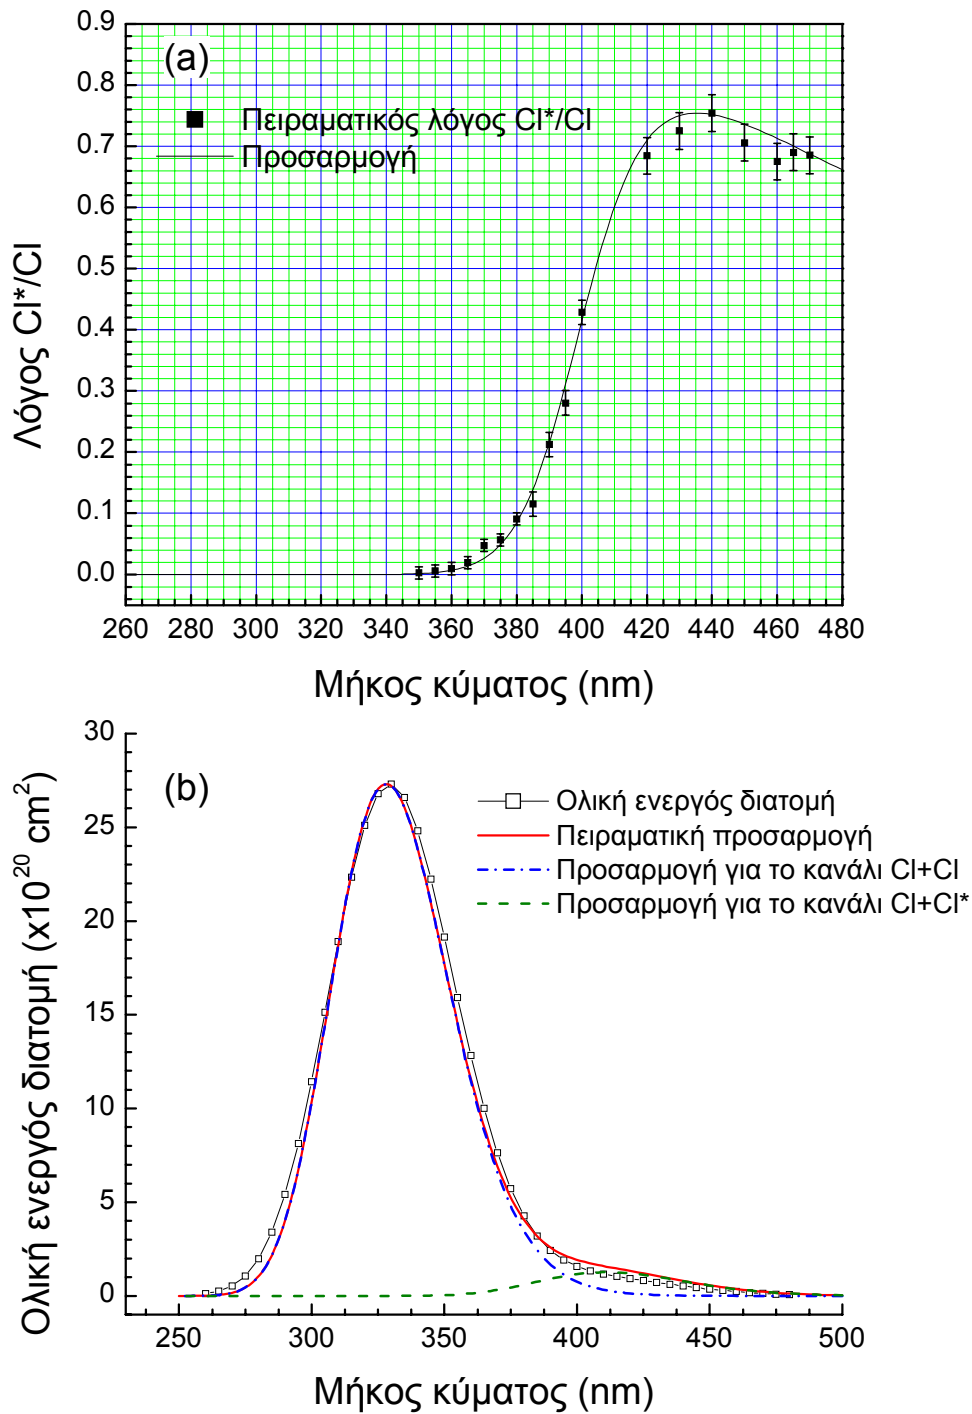 0.9
(a)
0.8
Πειραματικός λόγος Cl*/Cl
0.7
Προσαρμογή
0.6
0.5
0.4
0.3
0.2
0.1
0.0
Λόγος Cl*/Cl
260 280 300 320 340 360 380 400 420 440 460 480
Μήκος κύματος (nm)
30
(b)
Ολική ενεργός διατομή
25
Πειραματική προσαρμογή
Προσαρμογή για το κανάλι Cl+Cl
Προσαρμογή για το κανάλι Cl+Cl*
20
15
10
5
0
Ολική ενεργός διατομή (x10²⁰ cm²)
250 300 350 400 450 500
Μήκος κύματος (nm)